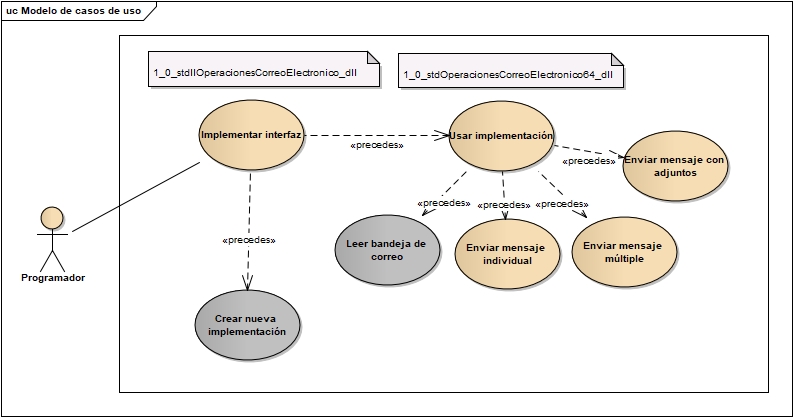 uc Modelo de casos de uso
1_0_stdllOperacionesCorreoElectronico_dll
1_0_stdOperacionesCorreoElectronico64_dll
Implementar interfaz
«precedes»
Usar implementación
«precedes»
Enviar mensaje con
adjuntos
«precedes»
«precedes»
«precedes»
Leer bandeja de
correo
Enviar mensaje
individual
Enviar mensaje
múltiple
«precedes»
Programador
Crear nueva
implementación